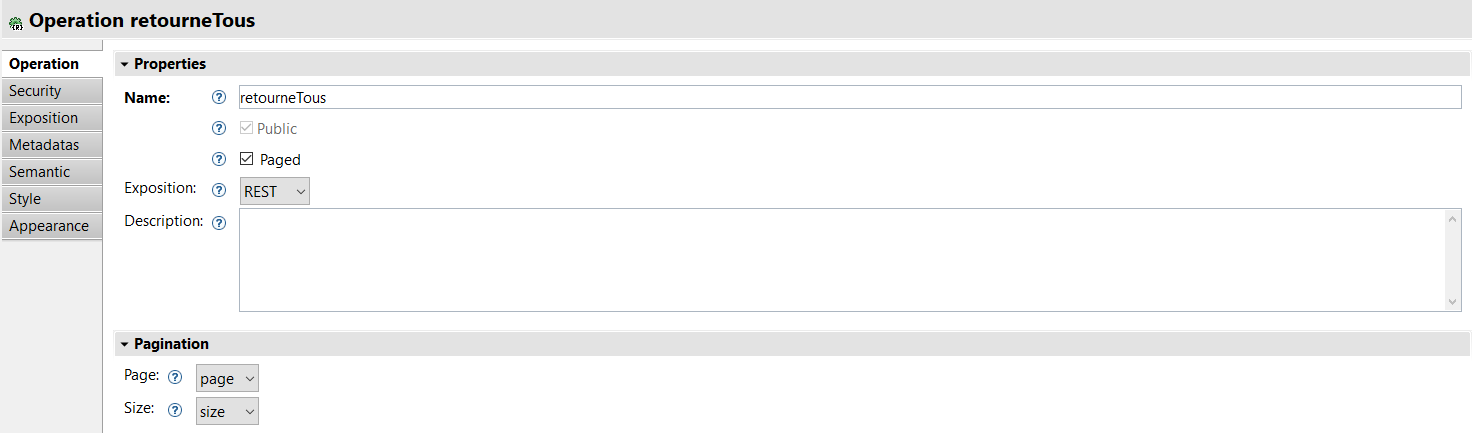 Operation retourneTous
Operation
Security
Exposition
Metadatas
Semantic
Style
Appearance
Properties
Name: retourneTous
Public
Paged
Exposition: REST
Description:
Pagination
Page: page
Size: size